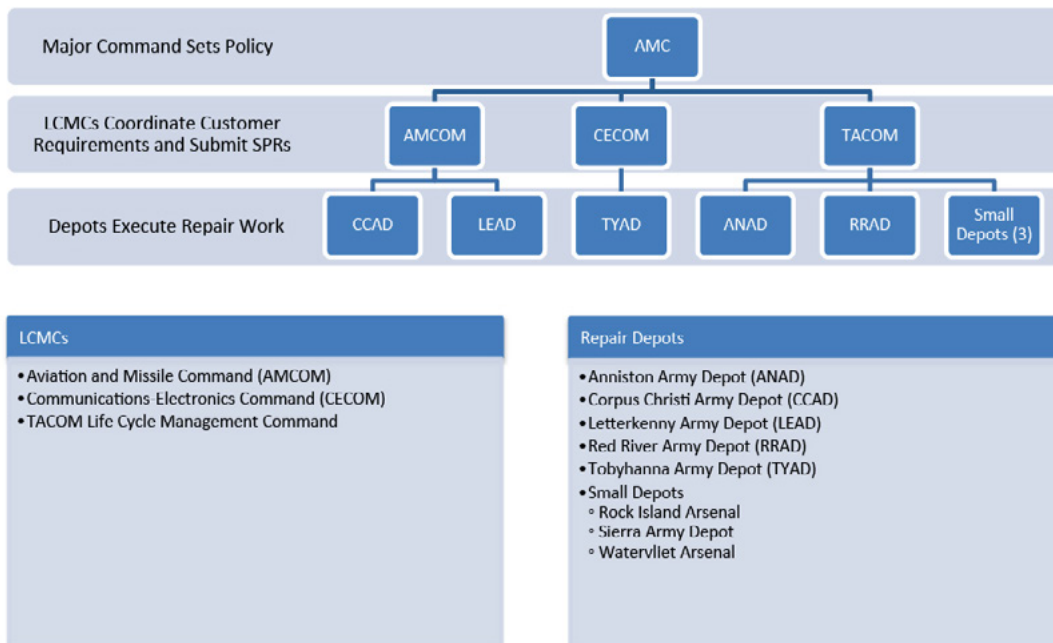 Major Command Sets Policy
AMC
LCMCs Coordinate Customer
Requirements and Submit SPRs
AMCOM
CECOM
TACOM
Depots Execute Repair Work
CCAD
LEAD
TYAD
ANAD
RRAD
Small
Depots (3)
LCMCs
•Aviation and Missile Command (AMCOM)
•Communications-Electronics Command (CECOM)
•TACOM Life Cycle Management Command
Repair Depots
•Anniston Army Depot (ANAD)
•Corpus Christi Army Depot (CCAD)
•Letterkenny Army Depot (LEAD)
•Red River Army Depot (RRAD)
•Tobyhanna Army Depot (TYAD)
•Small Depots
◦ Rock Island Arsenal
◦ Sierra Army Depot
◦ Watervliet Arsenal